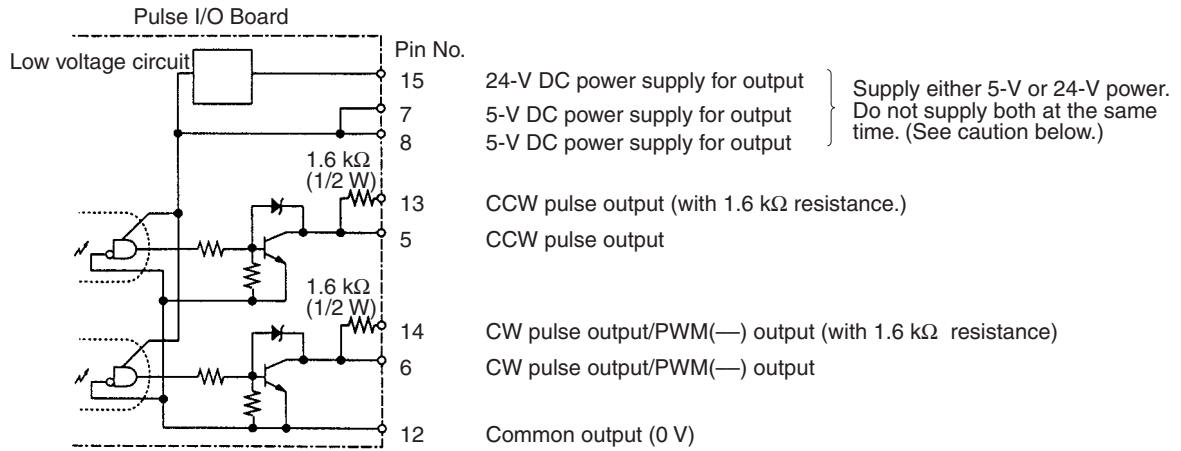 Pulse I/O Board
Low voltage circuit
Pin No.
15 24-V DC power supply for output
7 5-V DC power supply for output
8 5-V DC power supply for output
Supply either 5-V or 24-V power.
Do not supply both at the same
time. (See caution below.)
1.6 kΩ
(1/2 W)
13 CCW pulse output (with 1.6 kΩ resistance.)
5 CCW pulse output
1.6 kΩ
(1/2 W)
14 CW pulse output/PWM(—) output (with 1.6 kΩ resistance)
6 CW pulse output/PWM(—) output
12 Common output (0 V)